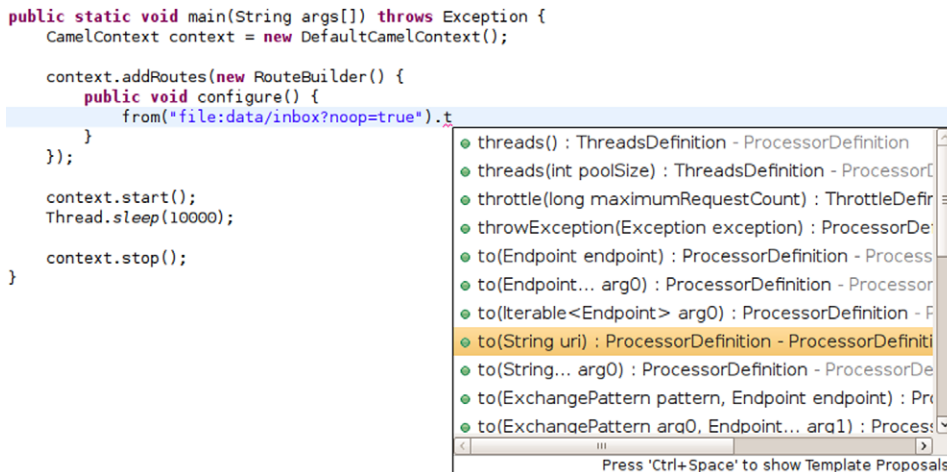 public static void main(String args[]) throws Exception {
CamelContext context = new DefaultCamelContext();
context.addRoutes(new RouteBuilder() {
public void configure() {
from("file:data/inbox?noop=true").t
}
});
context.start();
Thread.sleep(10000);
context.stop();
}
threads() : ThreadsDefinition - ProcessorDefinition
threads(int poolSize) : ThreadsDefinition - Processor
throttle(long maximumRequestCount) : ThrottleDefin
throwException(Exception exception) : ProcessorDe
to(Endpoint endpoint) : ProcessorDefinition - Process
to(Endpoint... arg0) : ProcessorDefinition - Processor
to(Iterable<Endpoint> arg0) : ProcessorDefinition -
to(String uri) : ProcessorDefinition - ProcessorDefiniti
to(String... arg0) : ProcessorDefinition - ProcessorDe
to(ExchangePattern pattern, Endpoint endpoint) : Pr
to(ExchangePattern arg0, Endpoint... arg1) : Process
Press 'Ctrl+Space' to show Template Proposals